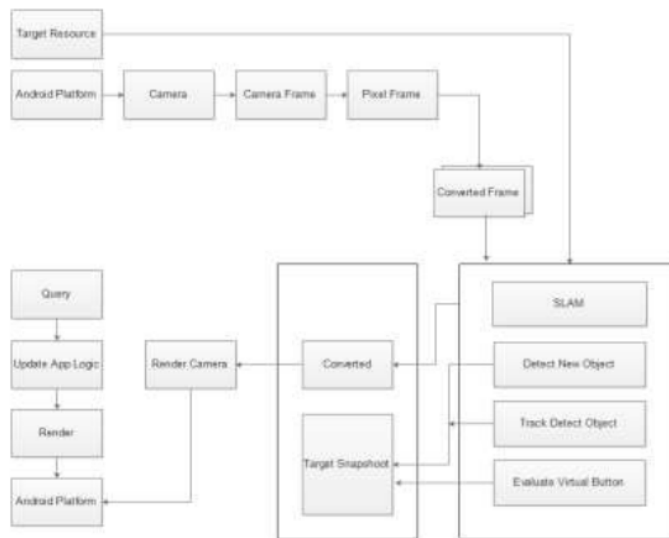 Target Resource
Android Platform
Camera
Camera Frame
Pixel Frame
Converted Frame
Query
SLAM
Update App Logic
Render Camera
Converted
Detect New Object
Render
Track Detect Object
Target Snapshoot
Evaluate Virtual Button
Android Platform